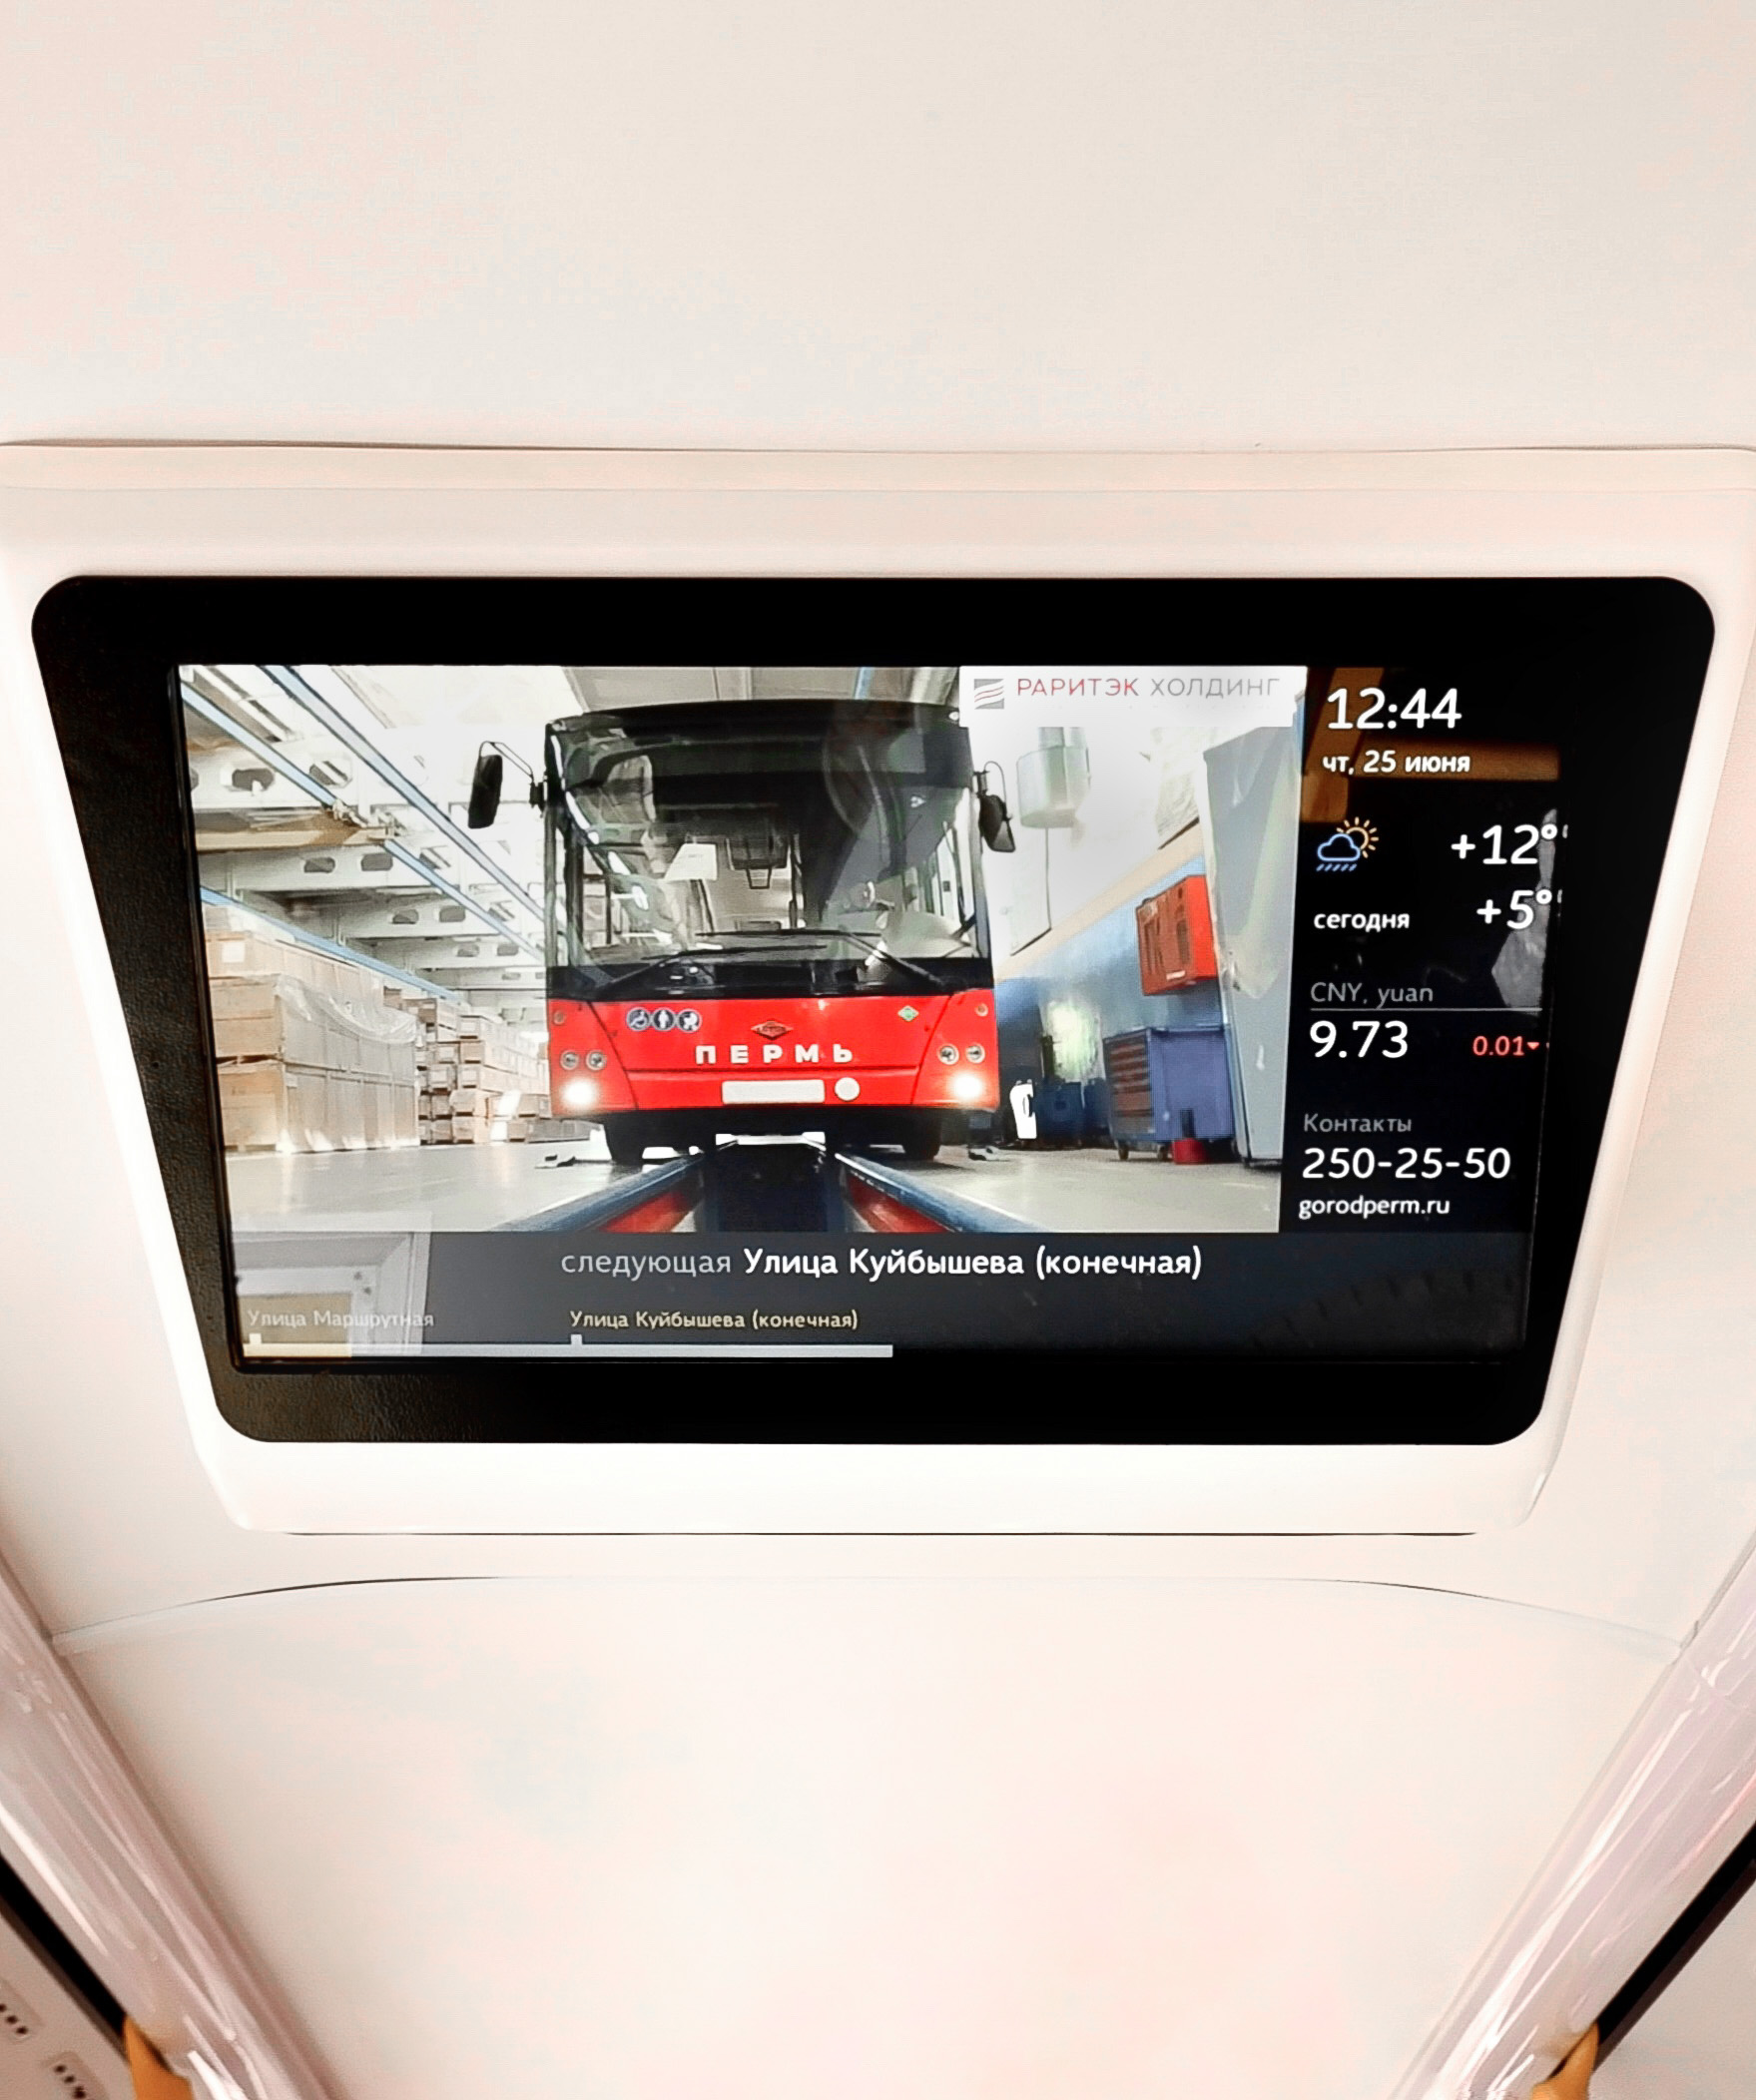 РАРИТЭК ХОЛДИНГ
12:44
чт, 25 июня
+12°
сегодня +5°
CNY, yuan
9.73 0.01
ПЕРМЬ
Контакты
250-25-50
gorodperm.ru
следующая Улица Куйбышева (конечная)
Улица Маршрутная Улица Куйбышева (конечная)